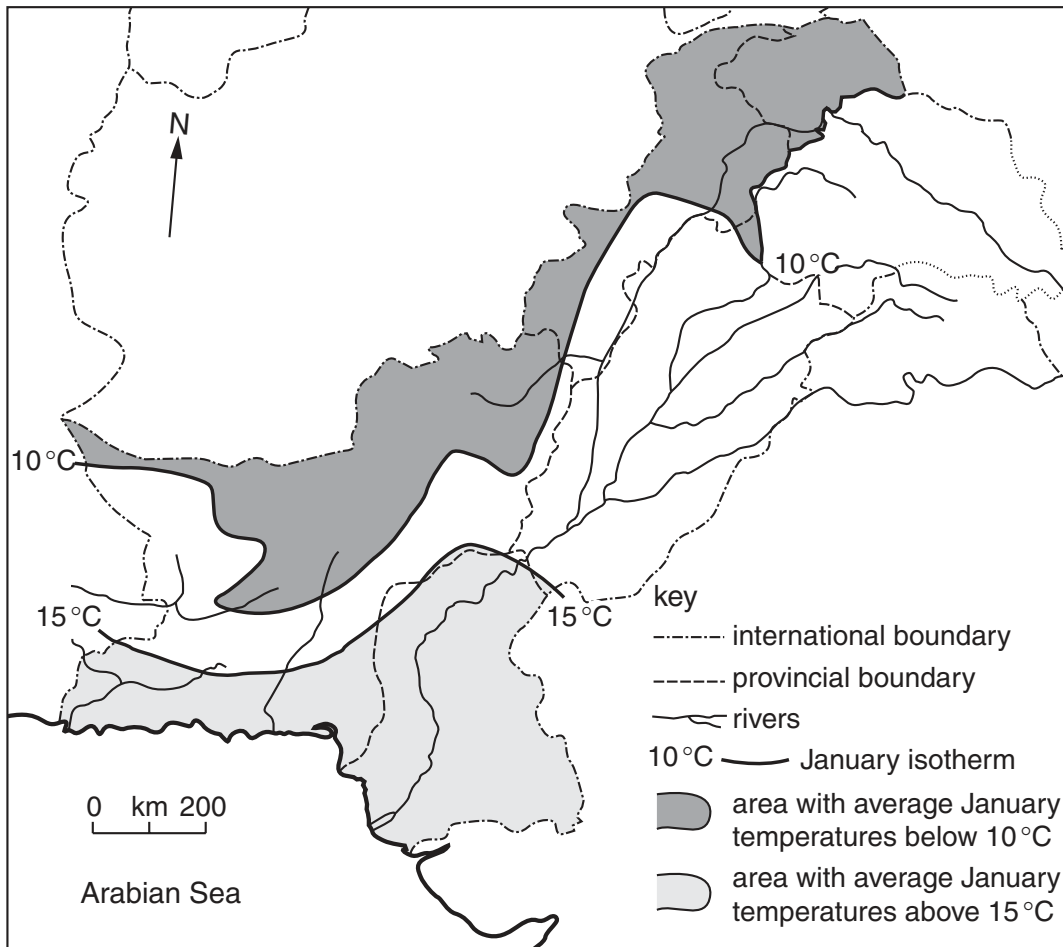 N
10 °C
10 °C
15 °C
15 °C
key
international boundary
provincial boundary
rivers
10 °C January isotherm
area with average January
temperatures below 10 °C
area with average January
temperatures above 15 °C
0 km 200
Arabian Sea